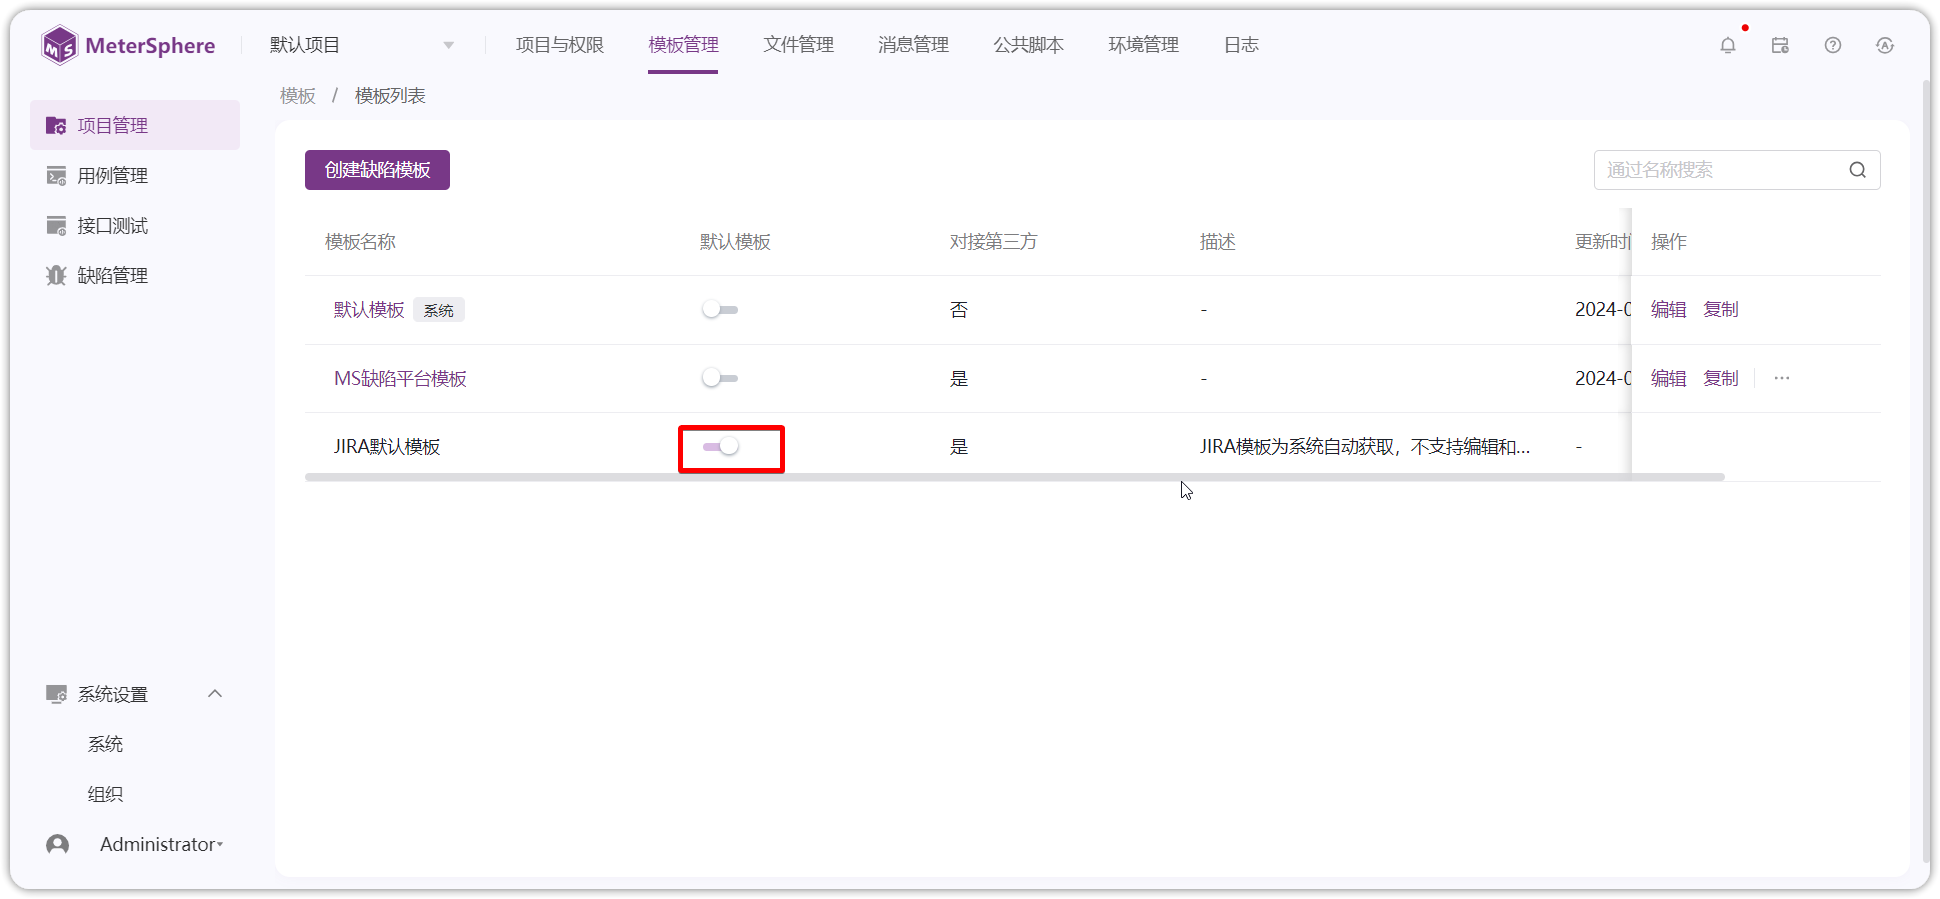 MS MeterSphere
默认项目
项目与权限 模板管理 文件管理 消息管理 公共脚本 环境管理 日志
模板 / 模板列表
项目管理
用例管理
接口测试
缺陷管理
创建缺陷模板
通过名称搜索
模板名称 默认模板 对接第三方 描述 更新时 操作
默认模板 系统 否 - 2024-0 编辑 复制
MS缺陷平台模板 是 - 2024-0 编辑 复制 ...
JIRA默认模板 是 JIRA模板为系统自动获取，不支持编辑和... -
系统设置
系统
组织
Administrator